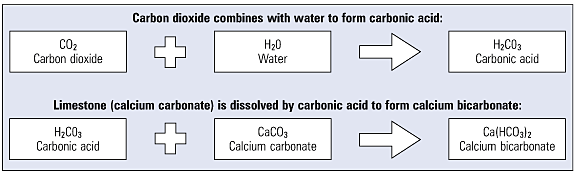 Carbon dioxide combines with water to form carbonic acid:
CO2
Carbon dioxide
H20
Water
H2CO3
Carbonic acid
Limestone (calcium carbonate) is dissolved by carbonic acid to form calcium bicarbonate:
H2CO3
Carbonic acid
CaCO3
Calcium carbonate
Ca(HCO3)2
Calcium bicarbonate